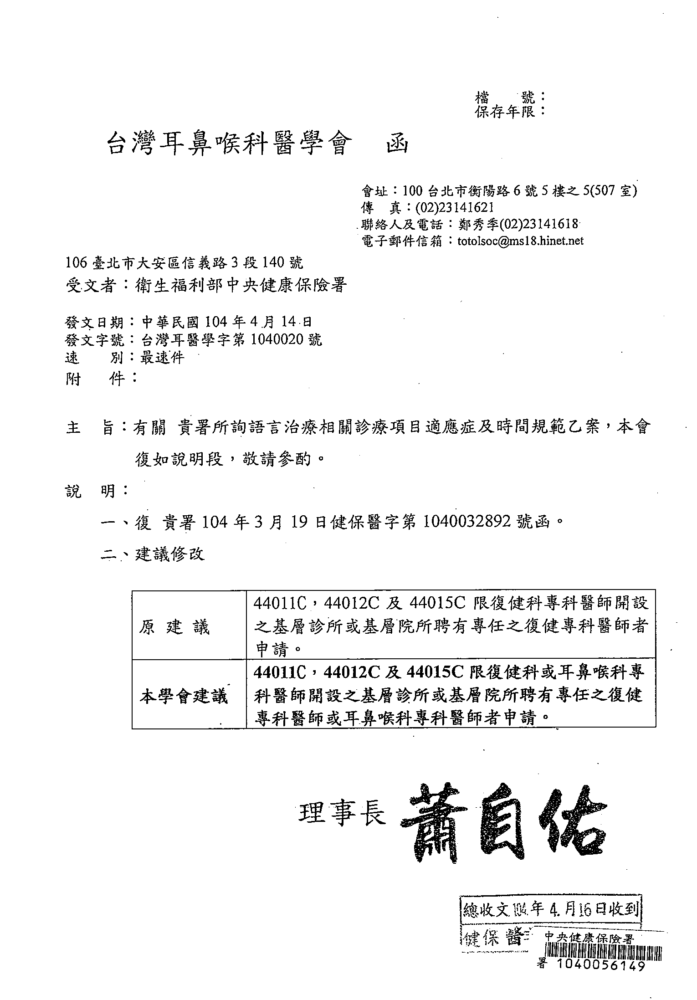 檔　　號：
保存年限：
台灣耳鼻喉科醫學會　函
會址：100 台北市衡陽路 6 號 5 樓之 5(507 室)
傳　真：(02)23141621
聯絡人及電話：鄭秀季(02)23141618
電子郵件信箱：totolsoc@ms18.hinet.net
106 臺北市大安區信義路 3 段 140 號
受文者：衛生福利部中央健康保險署
發文日期：中華民國 104 年 4 月 14 日
發文字號：台灣耳醫學字第 1040020 號
速　　別：最速件
附　　件：
主　旨：有關 貴署所詢語言治療相關診療項目適應症及時間規範乙案，本會
復如說明段，敬請參酌。
說　明：
一、復 貴署 104 年 3 月 19 日健保醫字第 1040032892 號函。
二、建議修改
原 建 議
44011C，44012C 及 44015C 限復健科專科醫師開設
之基層診所或基層院所聘有專任之復健專科醫師者
申請。
本學會建議
44011C，44012C 及 44015C 限復健科或耳鼻喉科專
科醫師開設之基層診所或基層院所聘有專任之復健
專科醫師或耳鼻喉科專科醫師者申請。
理事長 蕭自佑
總收文 104 年 4 月 16 日收到
健保醫
中央健康保險署
署 1040056149